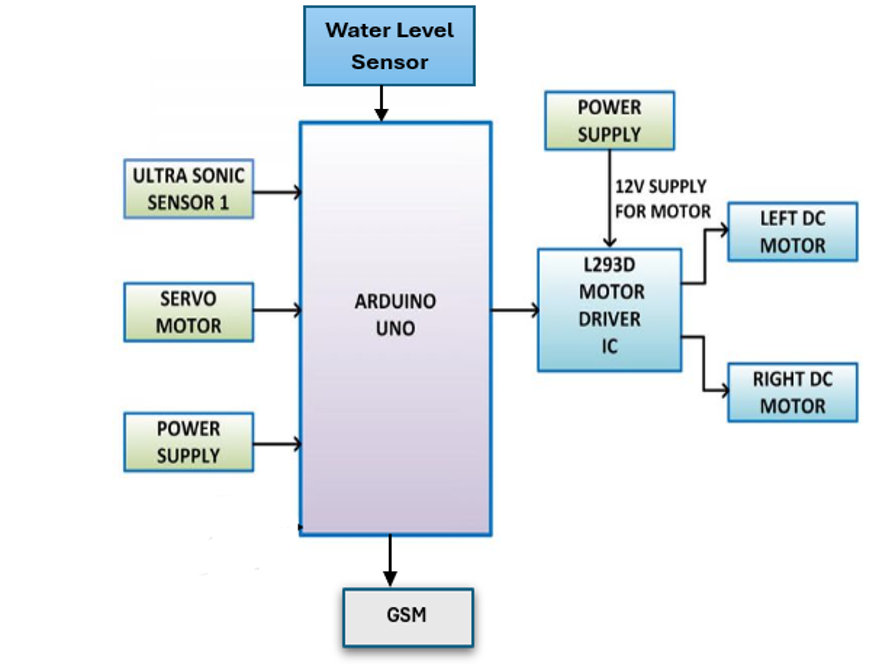 Water Level
Sensor
POWER
SUPPLY
ULTRA SONIC
SENSOR 1
12V SUPPLY
FOR MOTOR
LEFT DC
MOTOR
L293D
MOTOR
DRIVER
IC
SERVO
MOTOR
ARDUINO
UNO
RIGHT DC
MOTOR
POWER
SUPPLY
GSM